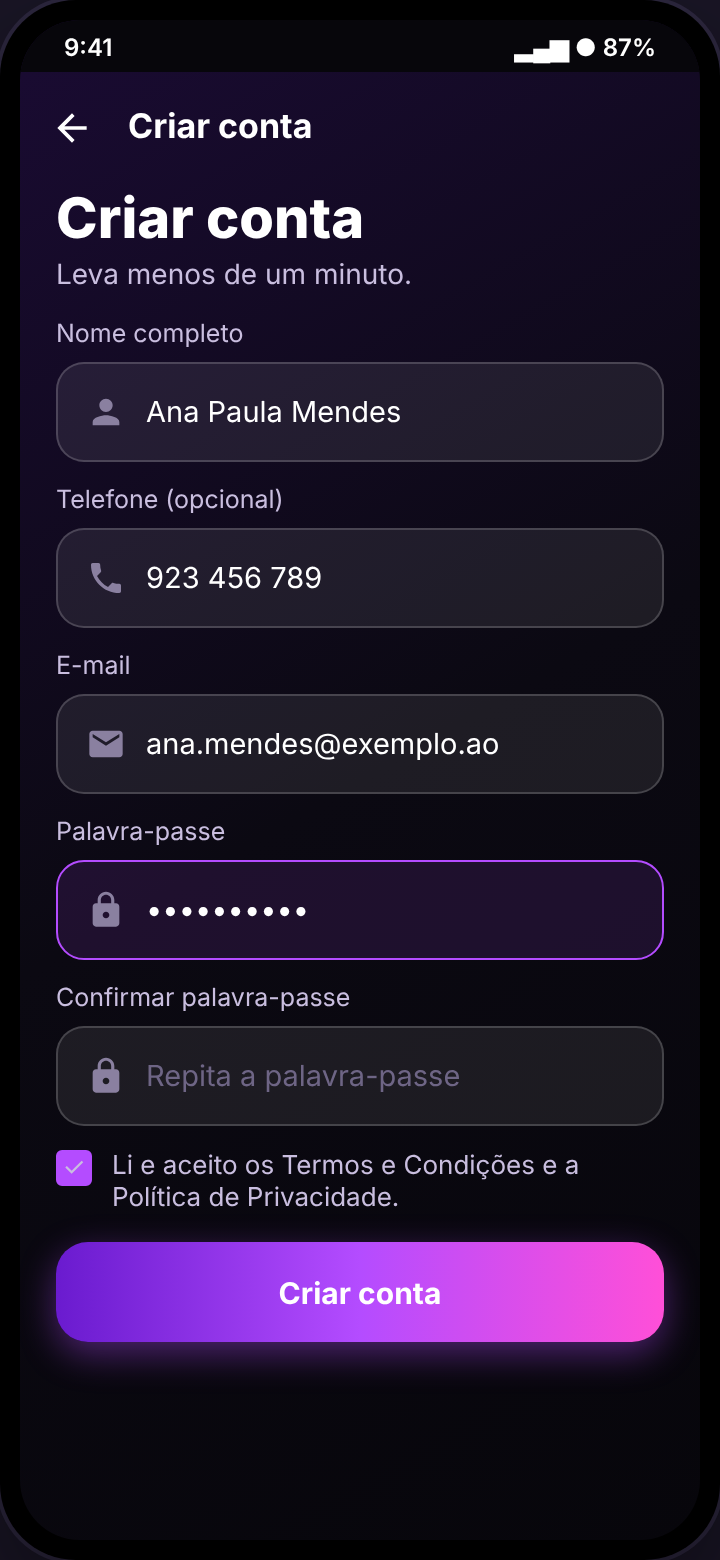 9:41
87%
Criar conta
Criar conta
Leva menos de um minuto.
Nome completo
Ana Paula Mendes
Telefone (opcional)
923 456 789
E-mail
ana.mendes@exemplo.ao
Palavra-passe
••••••••••
Confirmar palavra-passe
Repita a palavra-passe
Li e aceito os Termos e Condições e a
Política de Privacidade.
Criar conta